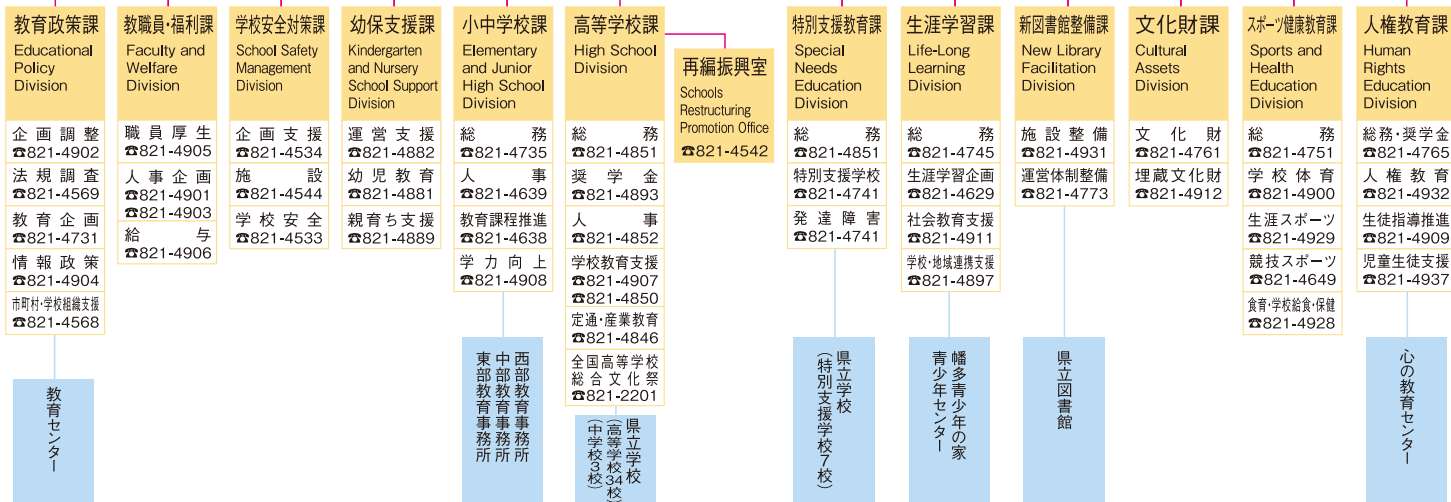 教育政策課
Educational
Policy
Division
企画調整
☎821-4902
法規調査
☎821-4569
教育企画
☎821-4731
情報政策
☎821-4904
市町村・学校組織支援
☎821-4568
教育センター
教職員・福利課
Faculty and
Welfare
Division
職員厚生
☎821-4905
人事企画
☎821-4901
☎821-4903
給与
☎821-4906
学校安全対策課
School Safety
Management
Division
企画支援
☎821-4534
施設
☎821-4544
学校安全
☎821-4533
幼保支援課
Kindergarten
and Nursery
School Support
Division
運営支援
☎821-4882
幼児教育
☎821-4881
親育ち支援
☎821-4889
小中学校課
Elementary
and Junior
High School
Division
総務
☎821-4735
人事
☎821-4639
教育課程推進
☎821-4638
学力向上
☎821-4908
西部教育事務所
中部教育事務所
東部教育事務所
高等学校課
High School
Division
総務
☎821-4851
奨学金
☎821-4893
人事
☎821-4852
学校教育支援
☎821-4907
☎821-4850
定通・産業教育
☎821-4846
全国高等学校
総合文化祭
☎821-2201
県立学校
(高等学校34校)
(中学校3校)
再編振興室
Schools
Restructuring
Promotion Office
☎821-4542
特別支援教育課
Special
Needs
Education
Division
総務
☎821-4851
特別支援学校
☎821-4741
発達障害
☎821-4741
県立学校
(特別支援学校7校)
生涯学習課
Life-Long
Learning
Division
総務
☎821-4745
生涯学習企画
☎821-4629
社会教育支援
☎821-4911
学校・地域連携支援
☎821-4897
幡多青少年の家
青少年センター
新図書館整備課
New Library
Facilitation
Division
施設整備
☎821-4931
運営体制整備
☎821-4773
県立図書館
文化財課
Cultural
Assets
Division
文化財
☎821-4761
埋蔵文化財
☎821-4912
スポーツ健康教育課
Sports and
Health
Education
Division
総務
☎821-4751
学校体育
☎821-4900
生涯スポーツ
☎821-4929
競技スポーツ
☎821-4649
食育・学校給食・保健
☎821-4928
人権教育課
Human
Rights
Education
Division
総務・奨学金
☎821-4765
人権教育
☎821-4932
生徒指導推進
☎821-4909
児童生徒支援
☎821-4937
心の教育センター